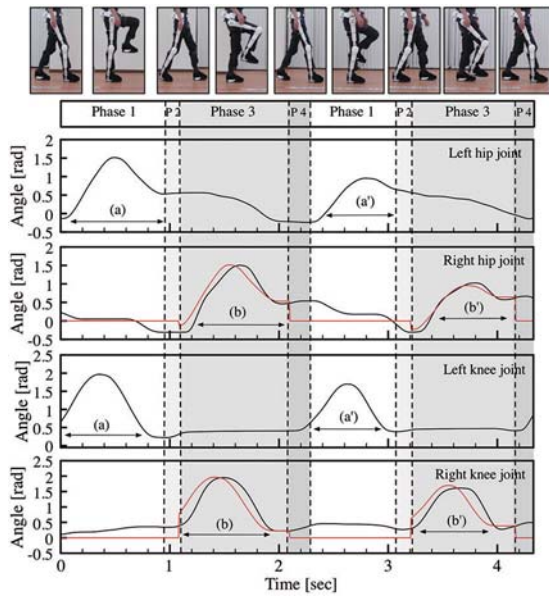 Phase 1 P 2 Phase 3 P 4 Phase 1 P 2 Phase 3 P 4
Angle [rad]
2
1.5
1
0.5
0
-0.5
Left hip joint
(a)
(a')
Angle [rad]
2
1.5
1
0.5
0
-0.5
Right hip joint
(b)
(b')
Angle [rad]
2.5
2
1.5
1
0.5
0
Left knee joint
(a)
(a')
Angle [rad]
2.5
2
1.5
1
0.5
0
-0.5
Right knee joint
(b)
(b')
0 1 2 3 4
Time [sec]